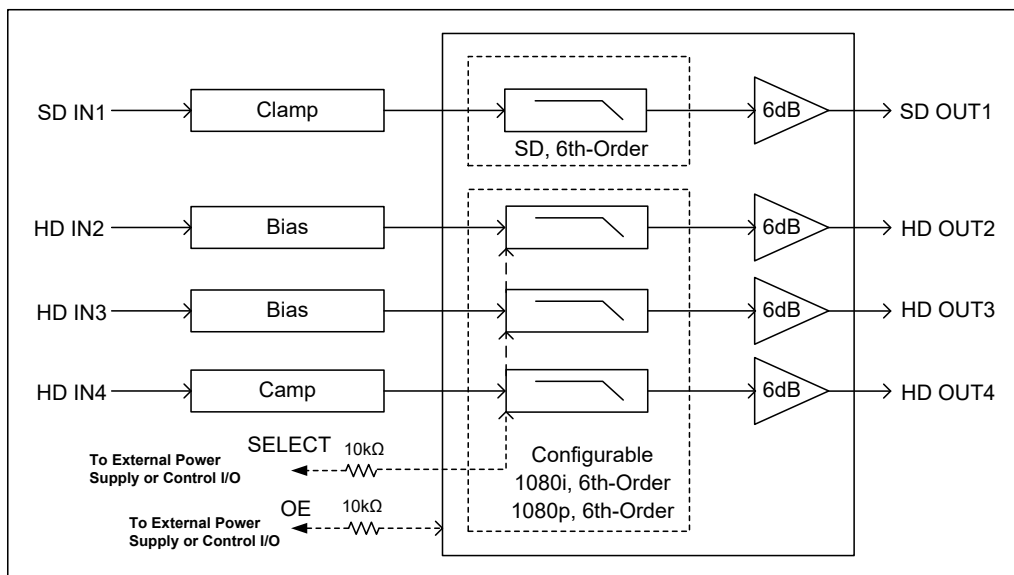 SD IN1
Clamp
SD, 6th-Order
6dB
SD OUT1
HD IN2
Bias
6dB
HD OUT2
HD IN3
Bias
6dB
HD OUT3
HD IN4
Camp
6dB
HD OUT4
SELECT
10kΩ
To External Power
Supply or Control I/O
OE
10kΩ
To External Power
Supply or Control I/O
Configurable
1080i, 6th-Order
1080p, 6th-Order